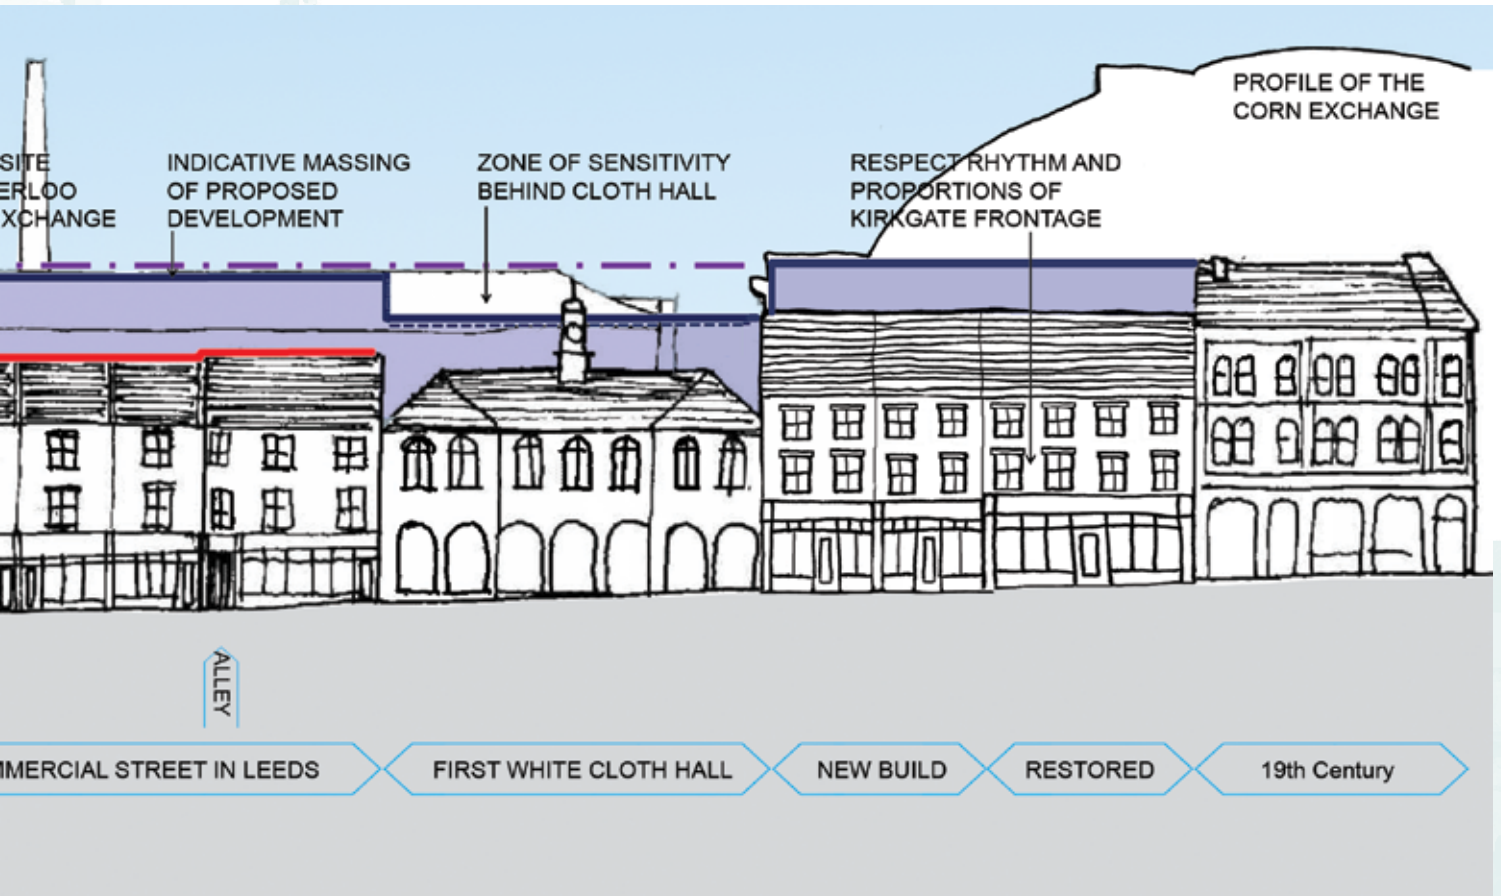 SITE
ERLOO
XCHANGE
INDICATIVE MASSING
OF PROPOSED
DEVELOPMENT
ZONE OF SENSITIVITY
BEHIND CLOTH HALL
RESPECT RHYTHM AND
PROPORTIONS OF
KIRKGATE FRONTAGE
PROFILE OF THE
CORN EXCHANGE
ALLEY
MMERCIAL STREET IN LEEDS
FIRST WHITE CLOTH HALL
NEW BUILD
RESTORED
19th Century